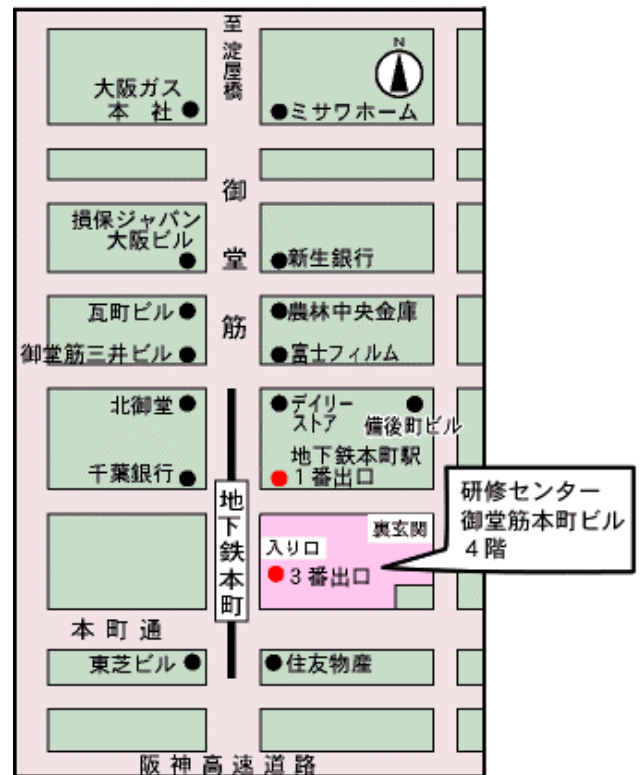 至
淀屋橋
N
大阪ガス
本 社
ミサワホーム
御堂筋
損保ジャパン
大阪ビル
新生銀行
瓦町ビル
農林中央金庫
御堂筋三井ビル
富士フィルム
北御堂
デイリー
ストア
備後町ビル
千葉銀行
地下鉄本町駅
1番出口
地下鉄本町
研修センター
御堂筋本町ビル
4階
裏玄関
入り口
3番出口
本町通
東芝ビル
住友物産
阪神高速道路